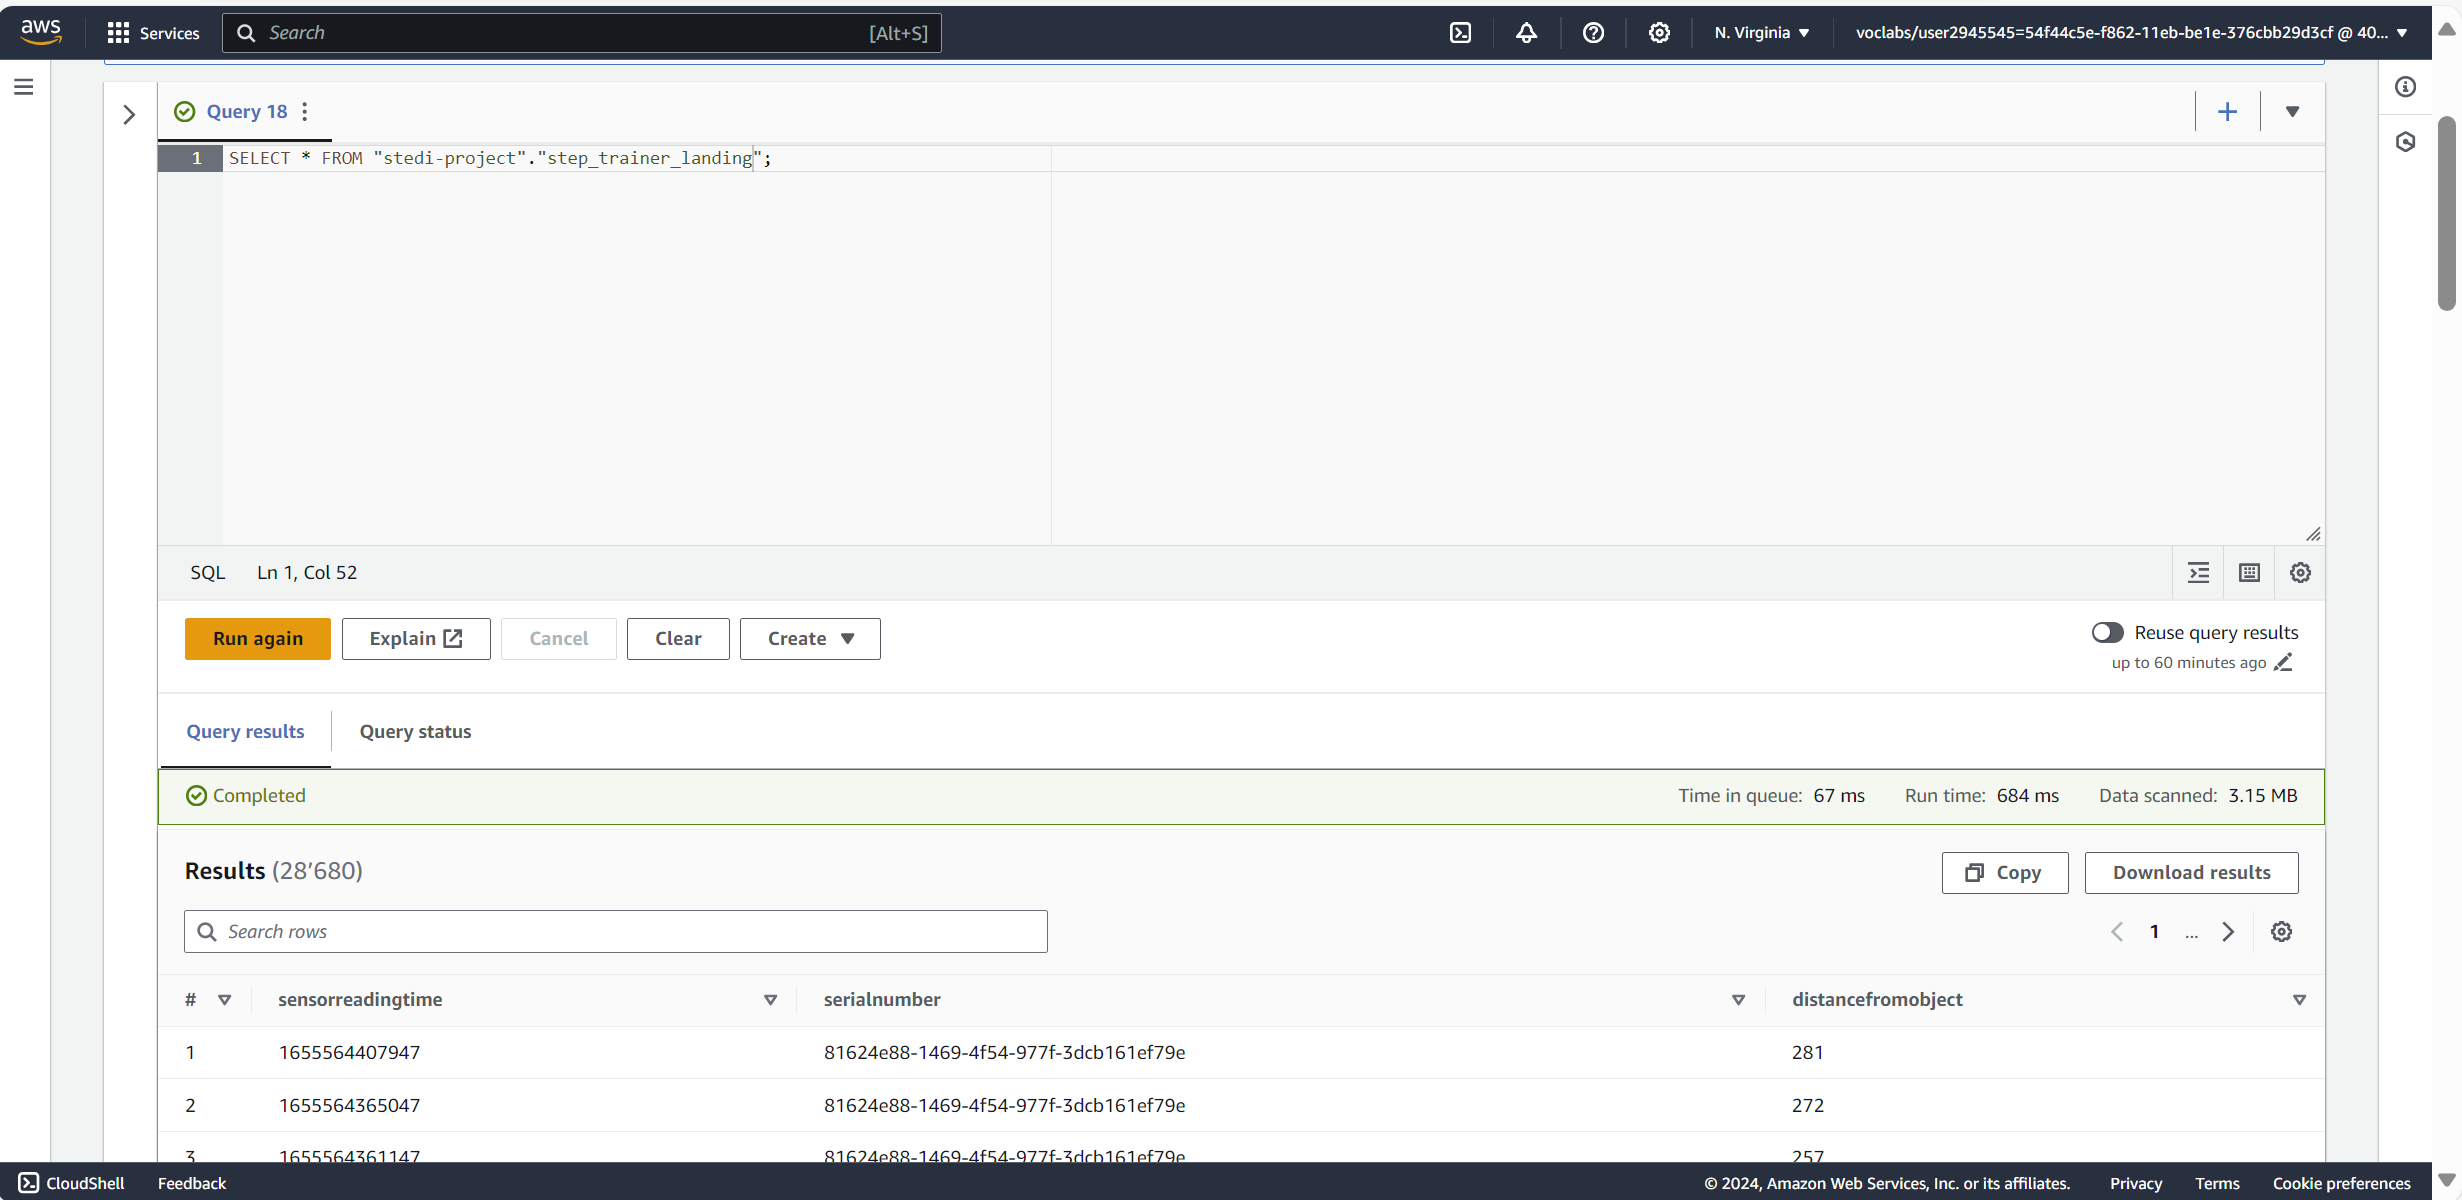 aws Services Search [Alt+S] N. Virginia voclabs/user2945545=54f44c5e-f862-11eb-be1e-376cbb29d3cf @ 40...
Query 18
1 SELECT * FROM "stedi-project"."step_trainer_landing";
SQL Ln 1, Col 52
Run again Explain Cancel Clear Create Reuse query results
up to 60 minutes ago
Query results Query status
Completed Time in queue: 67 ms Run time: 684 ms Data scanned: 3.15 MB
Results (28’680) Copy Download results
Search rows 1 ...
# sensorreadingtime serialnumber distancefromobject
1 1655564407947 81624e88-1469-4f54-977f-3dcb161ef79e 281
2 1655564365047 81624e88-1469-4f54-977f-3dcb161ef79e 272
3 1655564361147 81624e88-1469-4f54-977f-3dcb161ef79e 257
CloudShell Feedback © 2024, Amazon Web Services, Inc. or its affiliates. Privacy Terms Cookie preferences